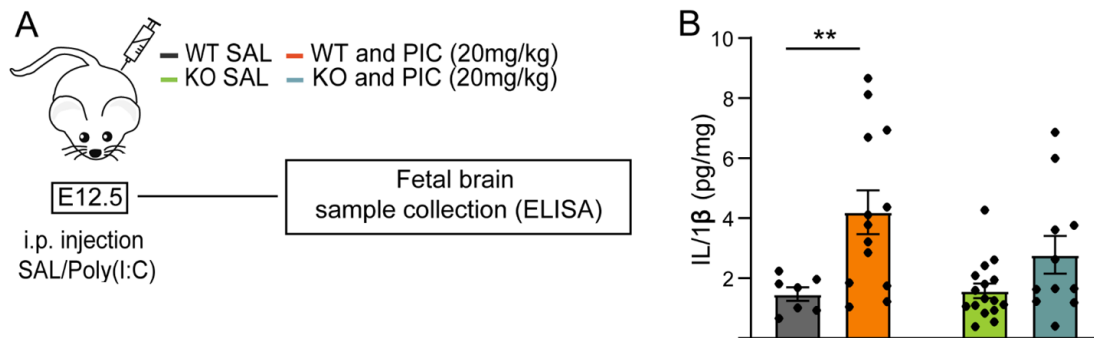 A
WT SAL
WT and PIC (20mg/kg)
KO SAL
KO and PIC (20mg/kg)
E12.5
Fetal brain
sample collection (ELISA)
i.p. injection
SAL/Poly(I:C)
B
**
IL/1β (pg/mg)
10
8
6
4
2